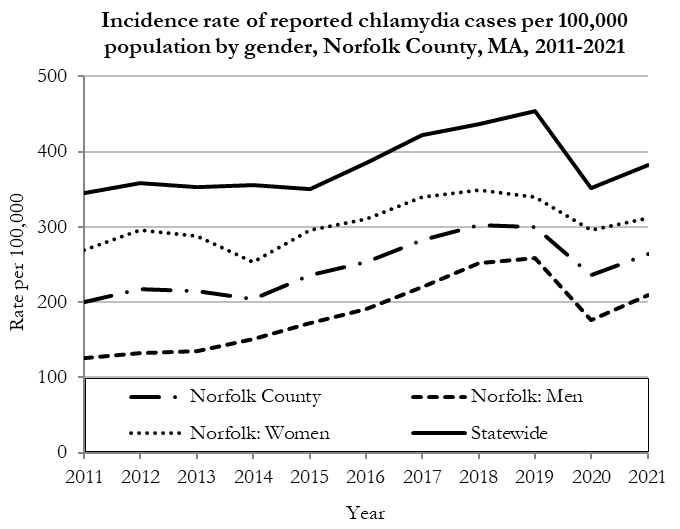 Incidence rate of reported chlamydia cases per 100,000
population by gender, Norfolk County, MA, 2011-2021
500
400
300
200
100
0
Rate per 100,000
Norfolk County
Norfolk: Men
Norfolk: Women
Statewide
2011 2012 2013 2014 2015 2016 2017 2018 2019 2020 2021
Year